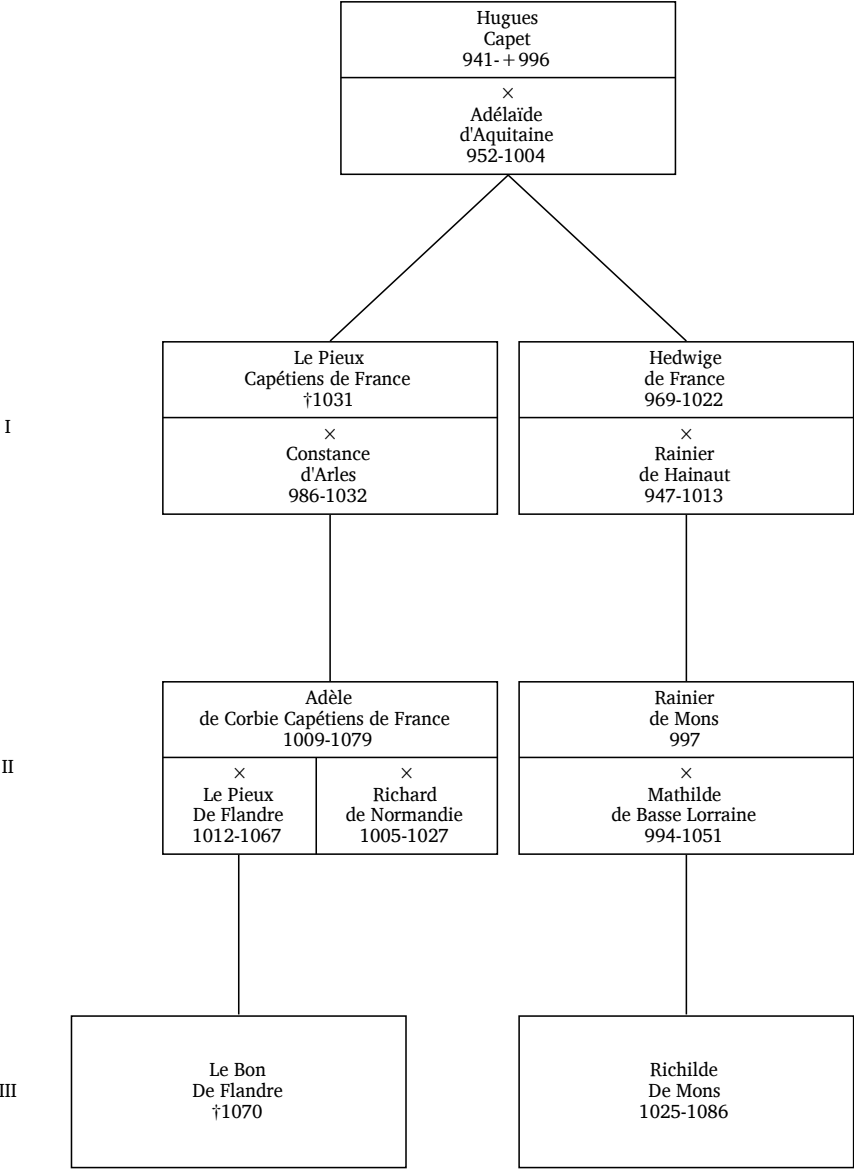 Hugues
Capet
941-+996
×
Adélaïde
d'Aquitaine
952-1004
I
Le Pieux
Capétiens de France
†1031
×
Constance
d'Arles
986-1032
Hedwige
de France
969-1022
×
Rainier
de Hainaut
947-1013
II
Adèle
de Corbie Capétiens de France
1009-1079
×
Le Pieux
De Flandre
1012-1067
×
Richard
de Normandie
1005-1027
Rainier
de Mons
997
×
Mathilde
de Basse Lorraine
994-1051
III
Le Bon
De Flandre
†1070
Richilde
De Mons
1025-1086